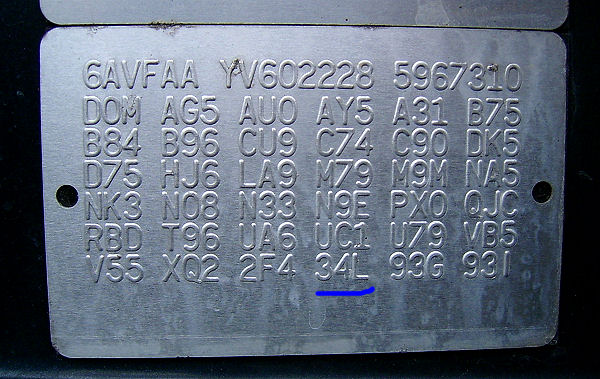 6AVFAA YV602228 5967310
DOM AG5 AU0 AY5 A31 B75
B84 B96 CU9 C74 C90 DK5
D75 HJ6 LA9 M79 M9M NA5
NK3 N08 N33 N9E PX0 QJC
RBD T96 UA6 UC1 U79 VB5
V55 XQ2 2F4 34L 93G 93I